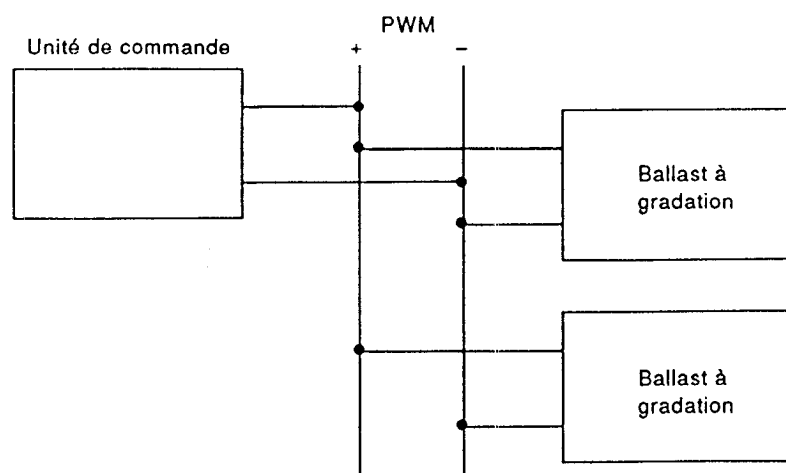 PWM
Unité de commande
+ –
Ballast à
gradation
Ballast à
gradation